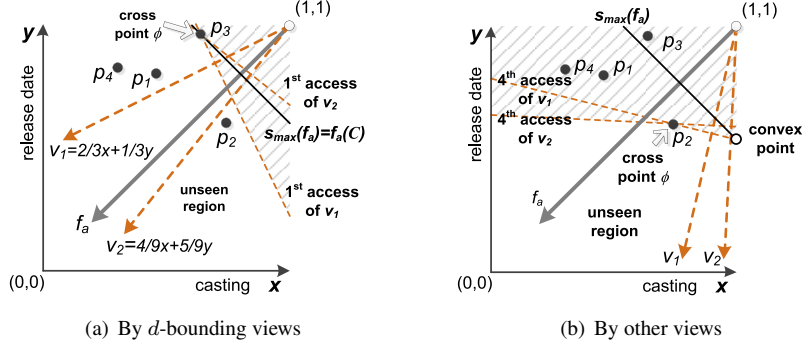 (1,1)
y
cross
point ϕ
p3
p4
p1
1st access
of v2
release date
smax(fa)=fa(C)
p2
v1=2/3x+1/3y
unseen
region
1st access
of v1
fa
v2=4/9x+5/9y
(0,0)
casting
x
(a) By d-bounding views
(1,1)
y
smax(fa)
p3
p4
p1
4th access
of v1
4th access
of v2
release date
p2
convex
point
cross
point ϕ
fa
unseen
region
v1
v2
(0,0)
casting
x
(b) By other views